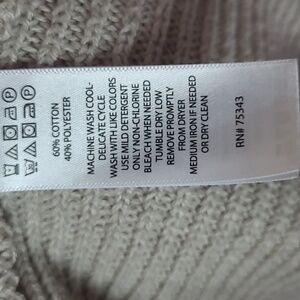 60% COTTON
40% POLYESTER
MACHINE WASH COOL-
DELICATE CYCLE
WASH WITH LIKE COLORS
USE MILD DETERGENT
ONLY NON-CHLORINE
BLEACH WHEN NEEDED
TUMBLE DRY LOW
REMOVE PROMPTLY
FROM DRYER
MEDIUM IRON IF NEEDED
OR DRY CLEAN
RN# 75343